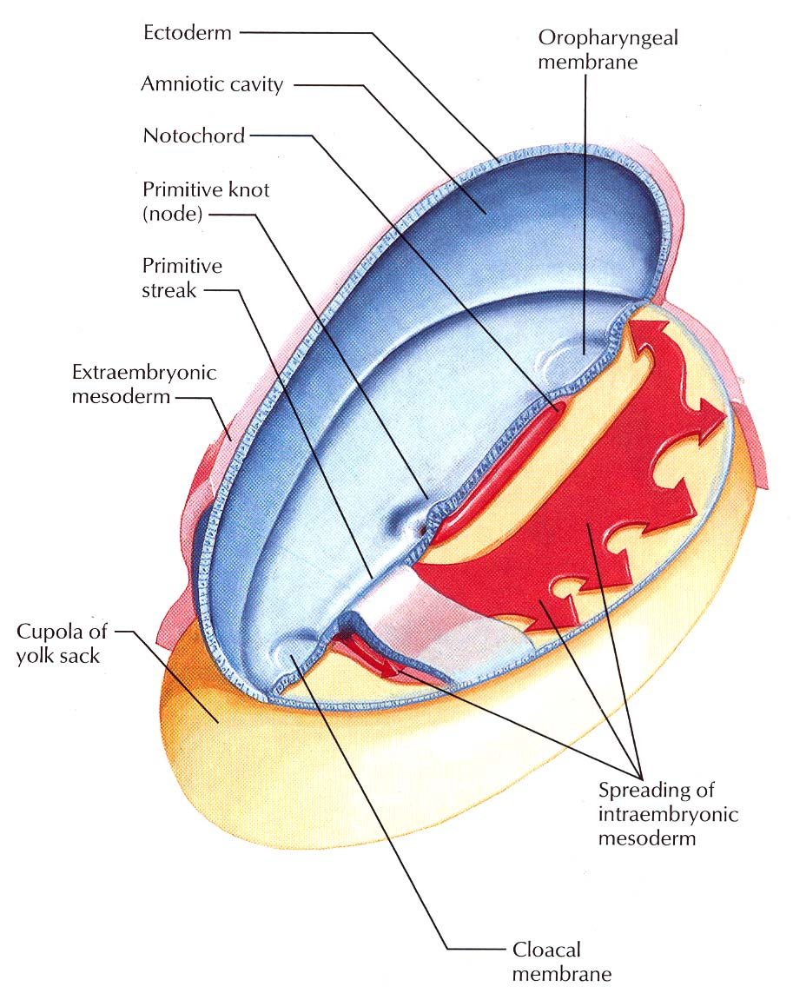 Ectoderm
Oropharyngeal
membrane
Amniotic cavity
Notochord
Primitive knot
(node)
Primitive
streak
Extraembryonic
mesoderm
Cupola of
yolk sack
Spreading of
intraembryonic
mesoderm
Cloacal
membrane